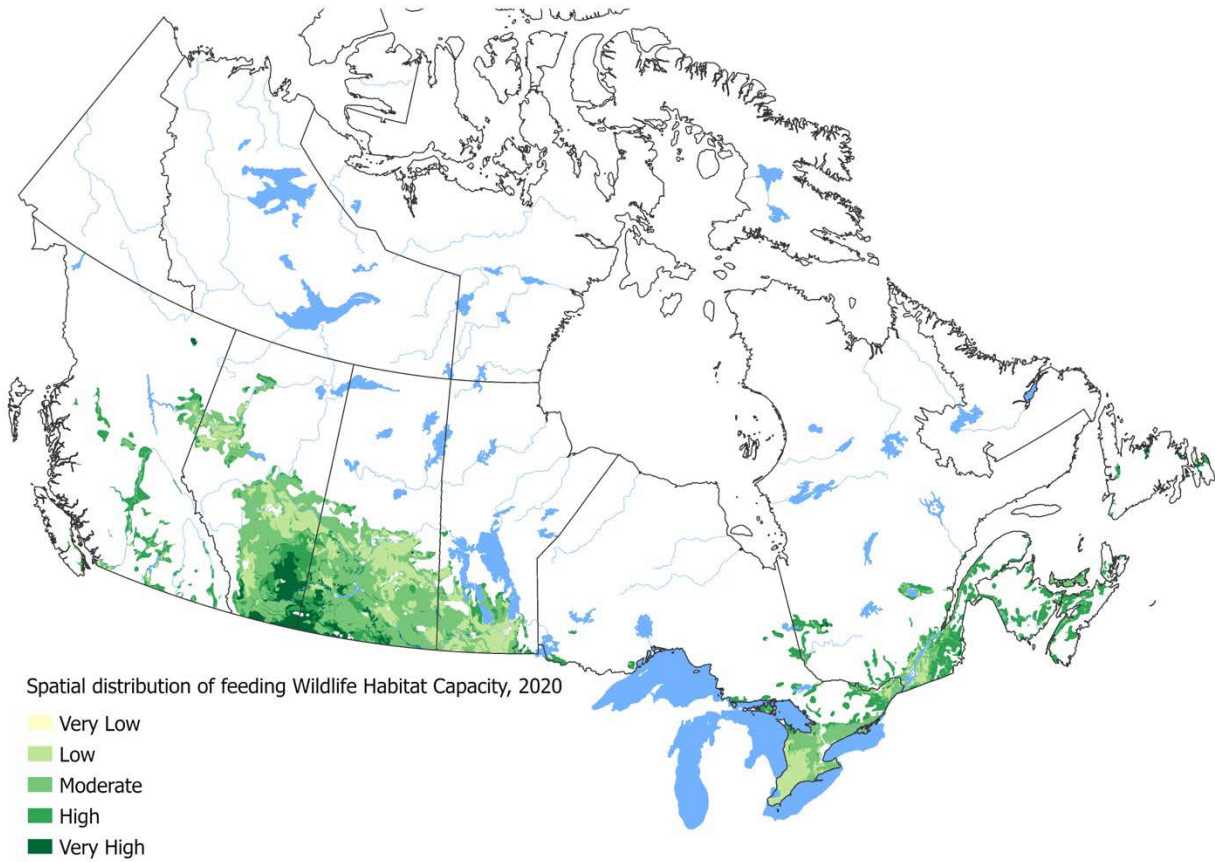 Spatial distribution of feeding Wildlife Habitat Capacity, 2020
Very Low
Low
Moderate
High
Very High